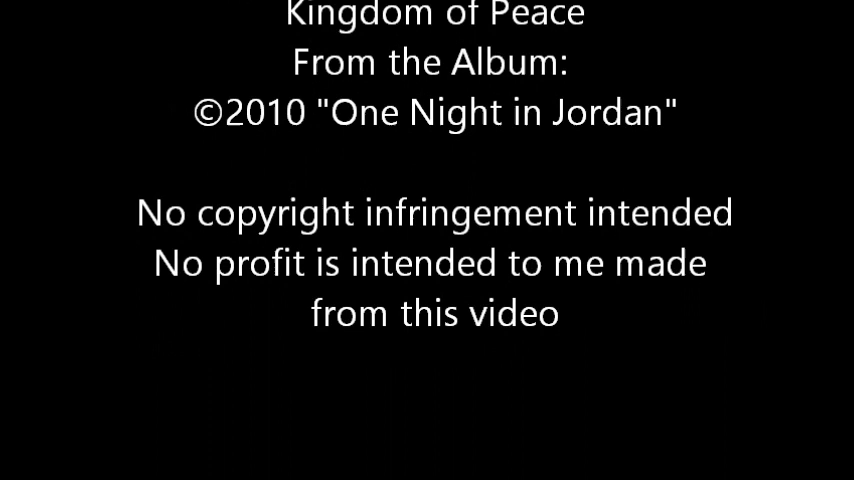 Kingdom of Peace
From the Album:
©2010 "One Night in Jordan"
No copyright infringement intended
No profit is intended to me made
from this video